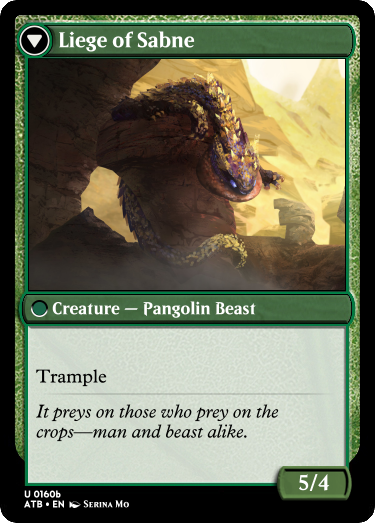 Liege of Sabne
Creature — Pangolin Beast
Trample
It preys on those who prey on the
crops—man and beast alike.
5/4
U 0160b
ATB • EN Serina Mo